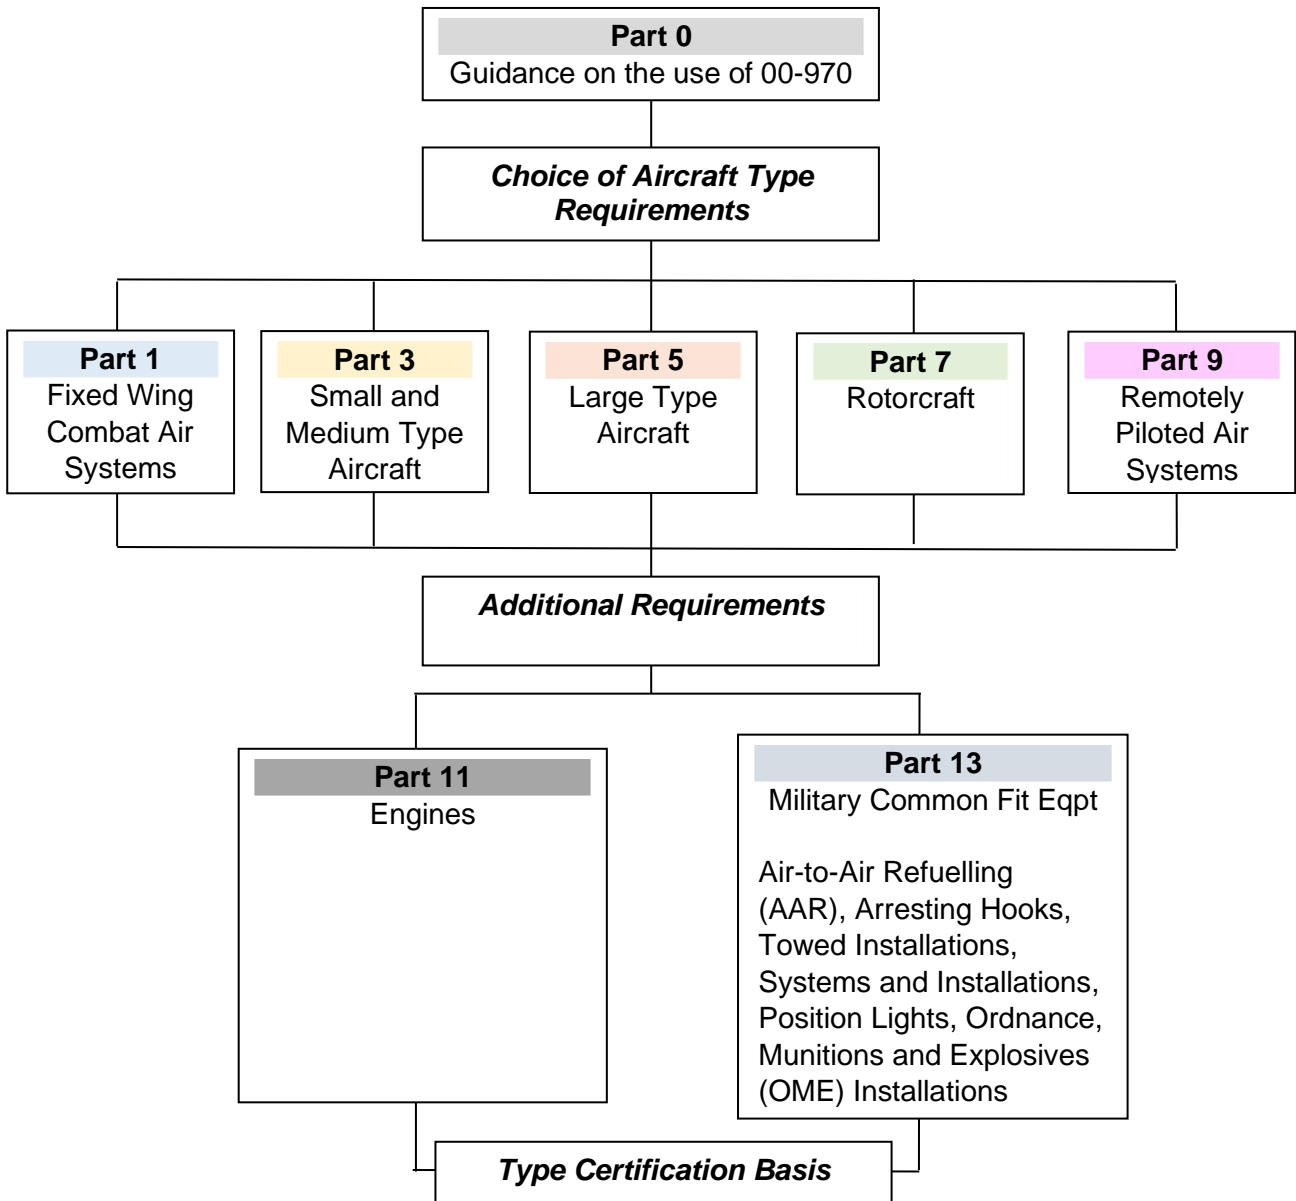 Part 0
Guidance on the use of 00-970
Choice of Aircraft Type
Requirements
Part 1
Fixed Wing
Combat Air
Systems
Part 3
Small and
Medium Type
Aircraft
Part 5
Large Type
Aircraft
Part 7
Rotorcraft
Part 9
Remotely
Piloted Air
Systems
Additional Requirements
Part 11
Engines
Part 13
Military Common Fit Eqpt
Air-to-Air Refuelling
(AAR), Arresting Hooks,
Towed Installations,
Systems and Installations,
Position Lights, Ordnance,
Munitions and Explosives
(OME) Installations
Type Certification Basis